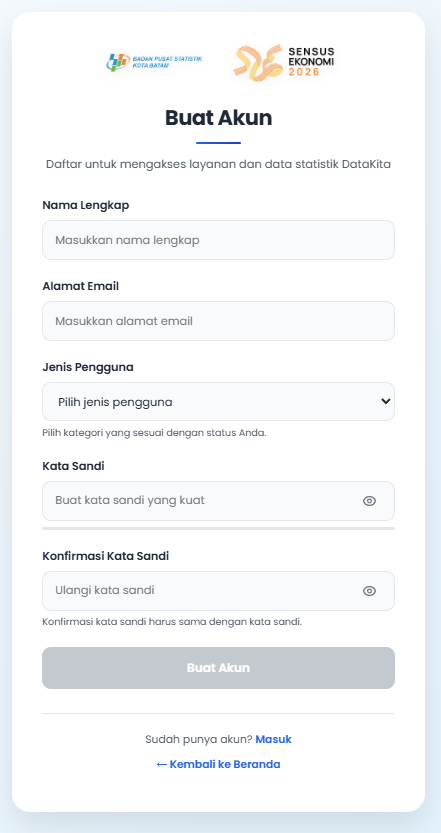 BADAN PUSAT STATISTIK
KOTA BATAM
SENSUS
EKONOMI
2026
Buat Akun
Daftar untuk mengakses layanan dan data statistik DataKita
Nama Lengkap
Masukkan nama lengkap
Alamat Email
Masukkan alamat email
Jenis Pengguna
Pilih jenis pengguna
Pilih kategori yang sesuai dengan status Anda.
Kata Sandi
Buat kata sandi yang kuat
Konfirmasi Kata Sandi
Ulangi kata sandi
Konfirmasi kata sandi harus sama dengan kata sandi.
Buat Akun
Sudah punya akun? Masuk
← Kembali ke Beranda